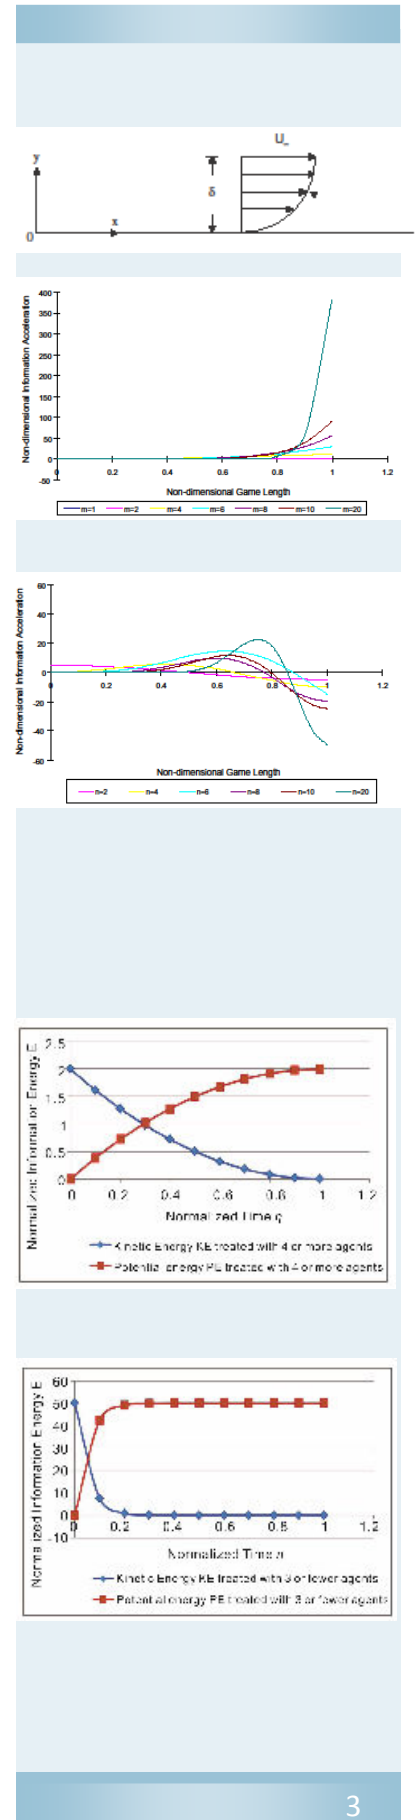 U∞
y
δ
x
0
Non-dimensional Information Acceleration
400
350
300
250
200
150
100
50
0
-50
0 0.2 0.4 0.6 0.8 1 1.2
Non-dimensional Game Length
m=1 m=2 m=4 m=6 m=8 m=10 m=20
Non-dimensional Information Acceleration
60
40
20
0
-20
-40
-60
0 0.2 0.4 0.6 0.8 1 1.2
Non-dimensional Game Length
n=2 n=4 n=6 n=8 n=10 n=20
Normalized Information Energy E
2.5
2
1.5
1
0.5
0
0 0.2 0.4 0.6 0.8 1 1.2
Normalized Time η
Kinetic Energy KE treated with 4 or more agents
Potential energy PE treated with 4 or more agents
Normalized Information Energy E
60
50
40
30
20
10
0
-10
0 0.2 0.4 0.6 0.8 1 1.2
Normalized Time η
Kinetic Energy KE treated with 3 or fewer agents
Potential energy PE treated with 3 or fewer agents
3